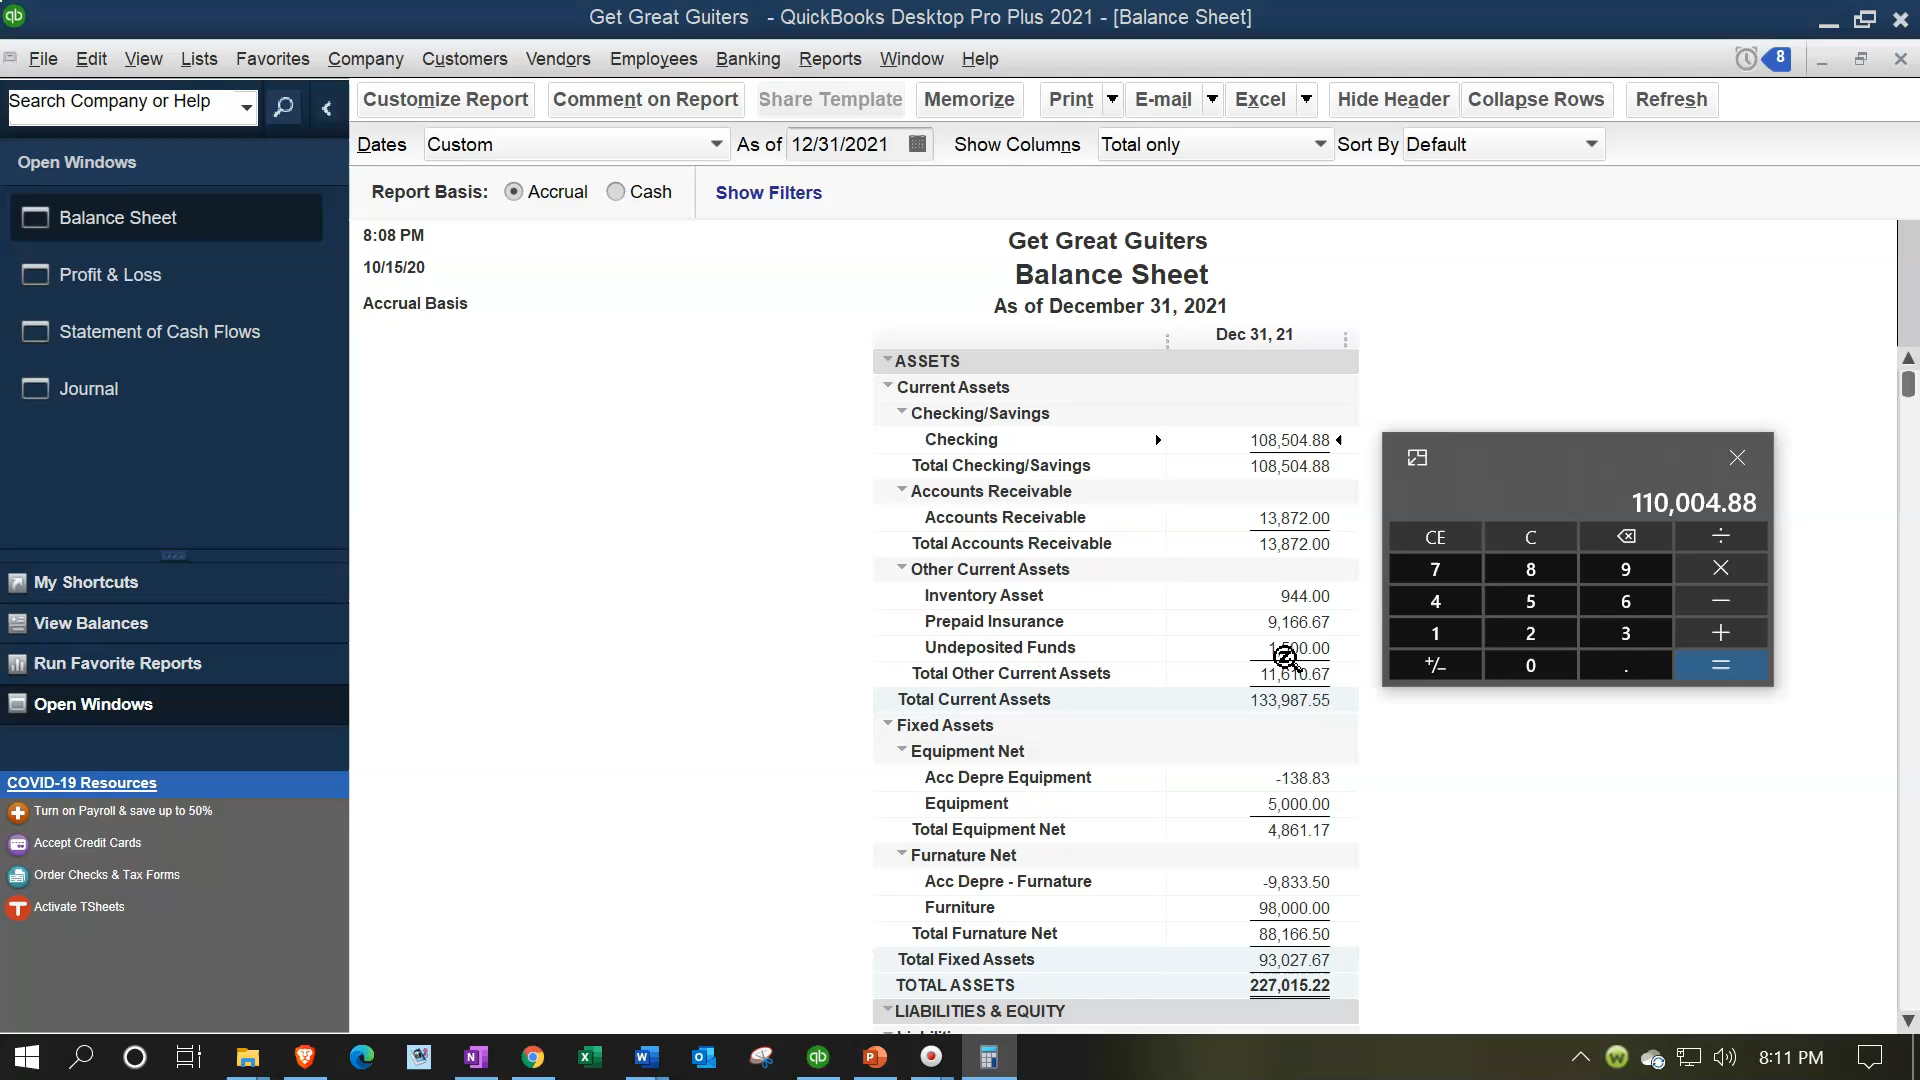 qb
Get Great Guiters - QuickBooks Desktop Pro Plus 2021 - [Balance Sheet]
File Edit View Lists Favorites Company Customers Vendors Employees Banking Reports Window Help
8
Search Company or Help
Customize Report Comment on Report Share Template Memorize Print E-mail Excel Hide Header Collapse Rows Refresh
Dates Custom As of 12/31/2021 Show Columns Total only Sort By Default
Report Basis: Accrual Cash Show Filters
Open Windows
Balance Sheet
Profit & Loss
Statement of Cash Flows
Journal
My Shortcuts
View Balances
Run Favorite Reports
Open Windows
COVID-19 Resources
Turn on Payroll & save up to 50%
Accept Credit Cards
Order Checks & Tax Forms
Activate TSheets
8:08 PM
10/15/20
Accrual Basis
Get Great Guiters
Balance Sheet
As of December 31, 2021
Dec 31, 21
ASSETS
Current Assets
Checking/Savings
Checking 108,504.88
Total Checking/Savings 108,504.88
Accounts Receivable
Accounts Receivable 13,872.00
Total Accounts Receivable 13,872.00
Other Current Assets
Inventory Asset 944.00
Prepaid Insurance 9,166.67
Undeposited Funds 1,500.00
Total Other Current Assets 11,610.67
Total Current Assets 133,987.55
Fixed Assets
Equipment Net
Acc Depre Equipment -138.83
Equipment 5,000.00
Total Equipment Net 4,861.17
Furnature Net
Acc Depre - Furnature -9,833.50
Furniture 98,000.00
Total Furnature Net 88,166.50
Total Fixed Assets 93,027.67
TOTAL ASSETS 227,015.22
LIABILITIES & EQUITY
110,004.88
CE C ÷
7 8 9 ×
4 5 6 −
1 2 3 +
+/− 0 . =
8:11 PM